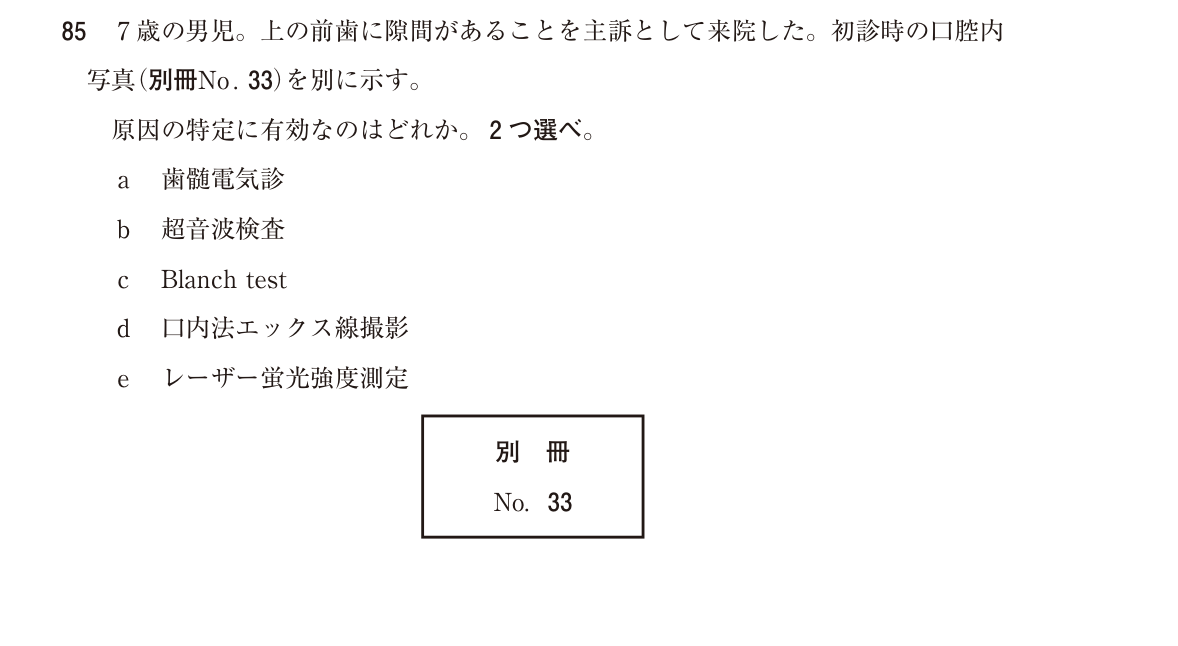 85 7歳の男児。上の前歯に隙間があることを主訴として来院した。初診時の口腔内
写真(別冊No. 33)を別に示す。
原因の特定に有効なのはどれか。2つ選べ。
a 歯髄電気診
b 超音波検査
c Blanch test
d 口内法エックス線撮影
e レーザー蛍光強度測定
別 冊
No. 33